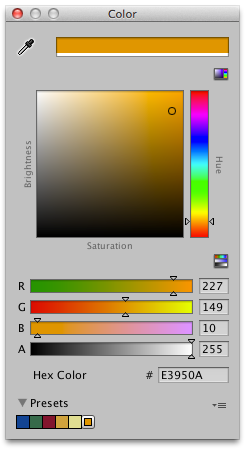 Color
Brightness
Hue
Saturation
R 227
G 149
B 10
A 255
Hex Color # E3950A
Presets